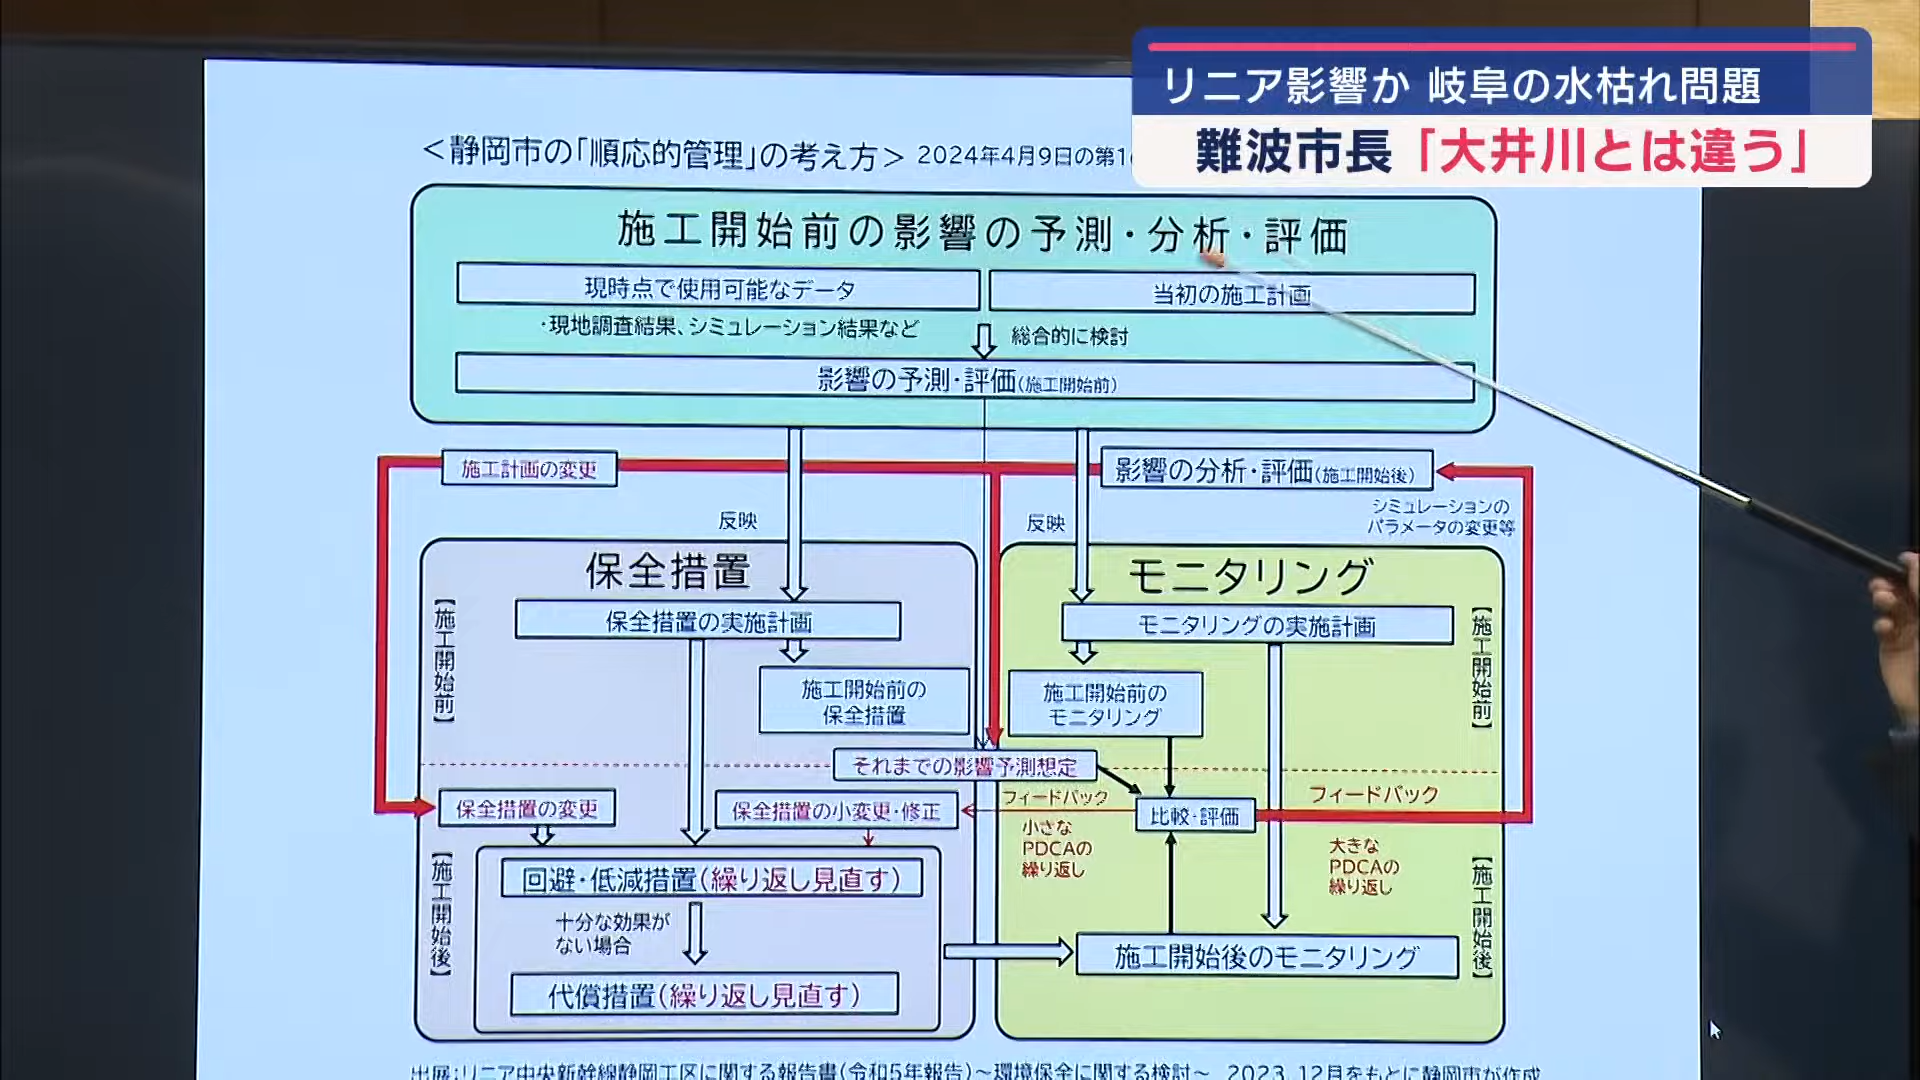 リニア影響か 岐阜の水枯れ問題
難波市長「大井川とは違う」
＜静岡市の「順応的管理」の考え方＞ 2024年4月9日の第1
施工開始前の影響の予測・分析・評価
現時点で使用可能なデータ
当初の施工計画
・現地調査結果、シミュレーション結果など
総合的に検討
影響の予測・評価(施工開始前)
施工計画の変更
影響の分析・評価(施工開始後)
反映
反映
シミュレーションの
パラメータの変更等
保全措置
モニタリング
【施工開始前】
保全措置の実施計画
モニタリングの実施計画
【施工開始前】
施工開始前の
保全措置
施工開始前の
モニタリング
それまでの影響予測想定
保全措置の変更
保全措置の小変更・修正
フィードバック
比較・評価
フィードバック
小さな
PDCAの
繰り返し
大きな
PDCAの
繰り返し
【施工開始後】
回避・低減措置(繰り返し見直す)
【施工開始後】
十分な効果が
ない場合
施工開始後のモニタリング
代償措置(繰り返し見直す)
出展：リニア中央新幹線静岡工区に関する報告書(令和5年報告)～環境保全に関する検討～ 2023.12月をもとに静岡市が作成